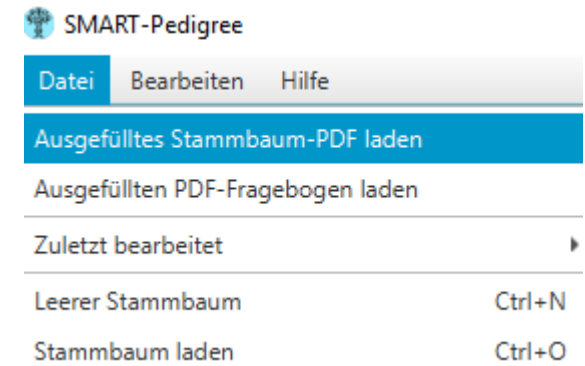 SMART-Pedigree
Datei Bearbeiten Hilfe
Ausgefülltes Stammbaum-PDF laden
Ausgefüllten PDF-Fragebogen laden
Zuletzt bearbeitet
Leerer Stammbaum Ctrl+N
Stammbaum laden Ctrl+O